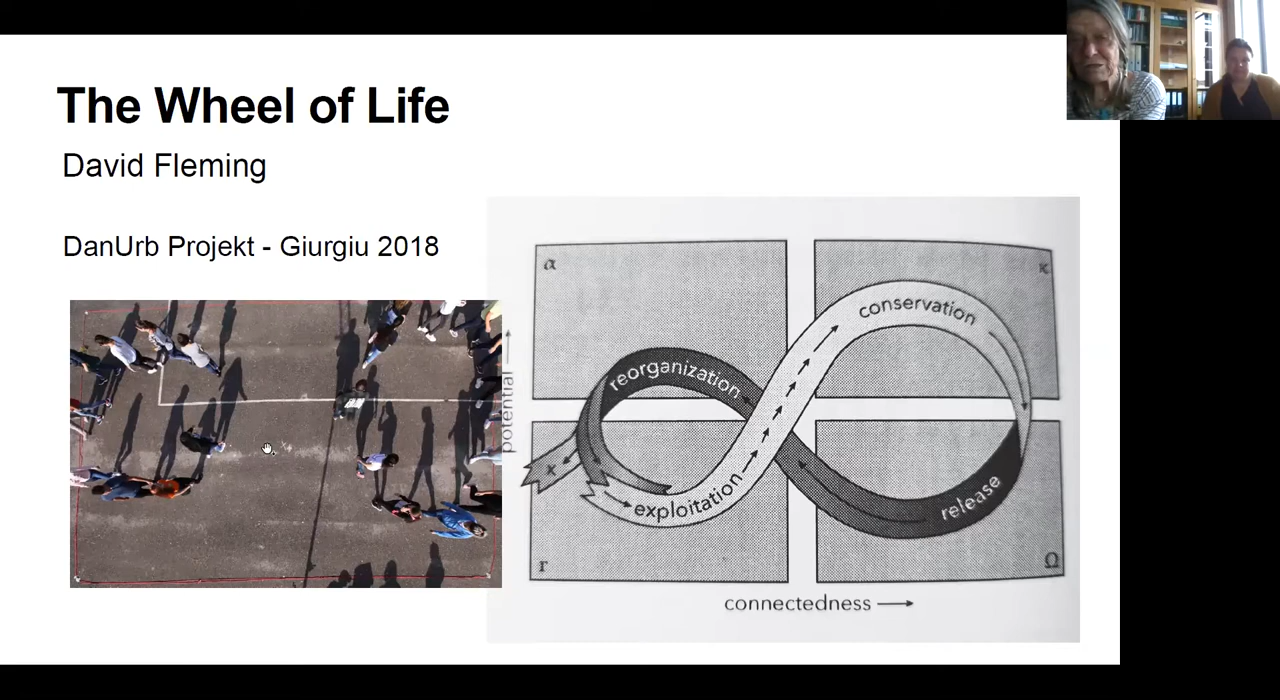 The Wheel of Life
David Fleming
DanUrb Projekt - Giurgiu 2018
α
κ
conservation
reorganization
potential
x
exploitation
release
r
Ω
connectedness